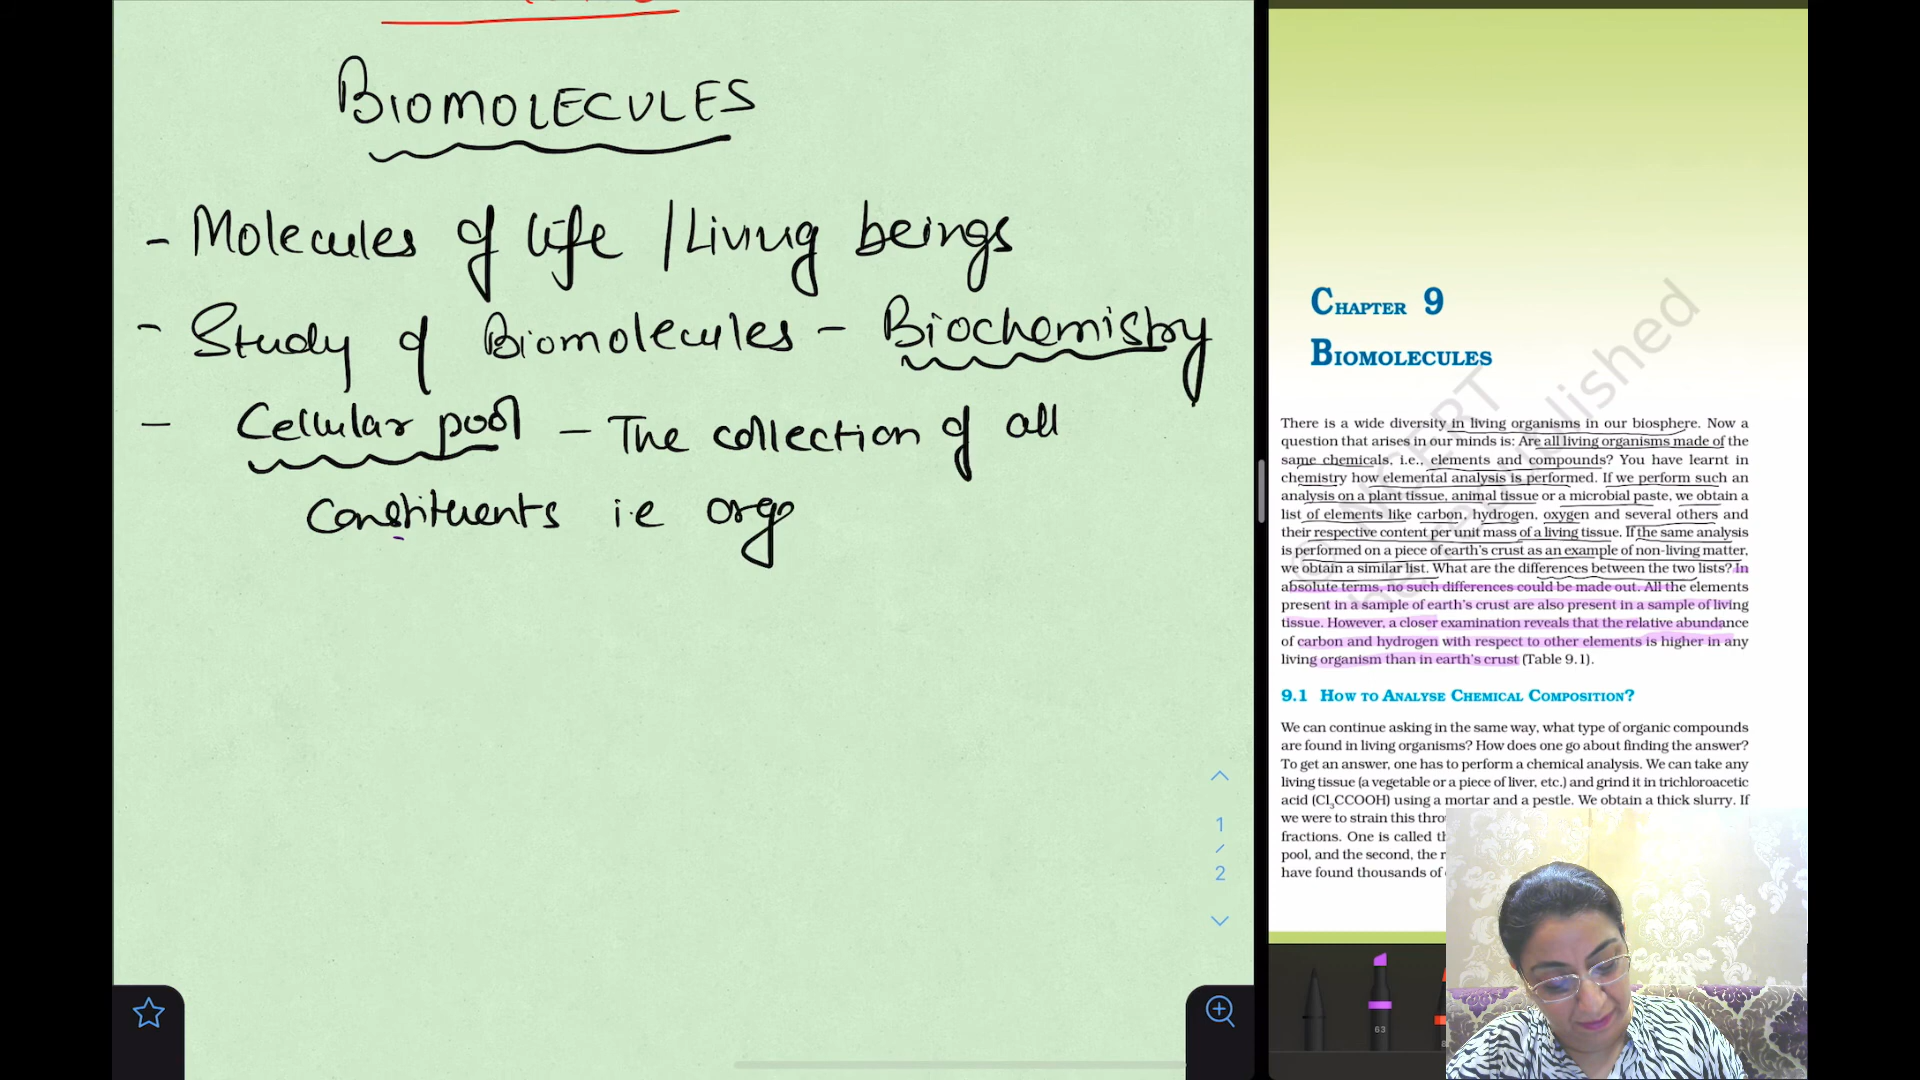 BIOMOLECULES
- Molecules of life / Living beings
- Study of Biomolecules - Biochemistry
- Cellular pool - The collection of all
constituents i.e orga
1
/
2
CHAPTER 9
BIOMOLECULES
There is a wide diversity in living organisms in our biosphere. Now a
question that arises in our minds is: Are all living organisms made of the
same chemicals, i.e., elements and compounds? You have learnt in
chemistry how elemental analysis is performed. If we perform such an
analysis on a plant tissue, animal tissue or a microbial paste, we obtain a
list of elements like carbon, hydrogen, oxygen and several others and
their respective content per unit mass of a living tissue. If the same analysis
is performed on a piece of earth's crust as an example of non-living matter,
we obtain a similar list. What are the differences between the two lists? In
absolute terms, no such differences could be made out. All the elements
present in a sample of earth's crust are also present in a sample of living
tissue. However, a closer examination reveals that the relative abundance
of carbon and hydrogen with respect to other elements is higher in any
living organism than in earth's crust (Table 9.1).
9.1 HOW TO ANALYSE CHEMICAL COMPOSITION?
We can continue asking in the same way, what type of organic compounds
are found in living organisms? How does one go about finding the answer?
To get an answer, one has to perform a chemical analysis. We can take any
living tissue (a vegetable or a piece of liver, etc.) and grind it in trichloroacetic
acid (Cl₃CCOOH) using a mortar and a pestle. We obtain a thick slurry. If
we were to strain this thro
fractions. One is called th
pool, and the second, the r
have found thousands of
© NCERT
be republished
63